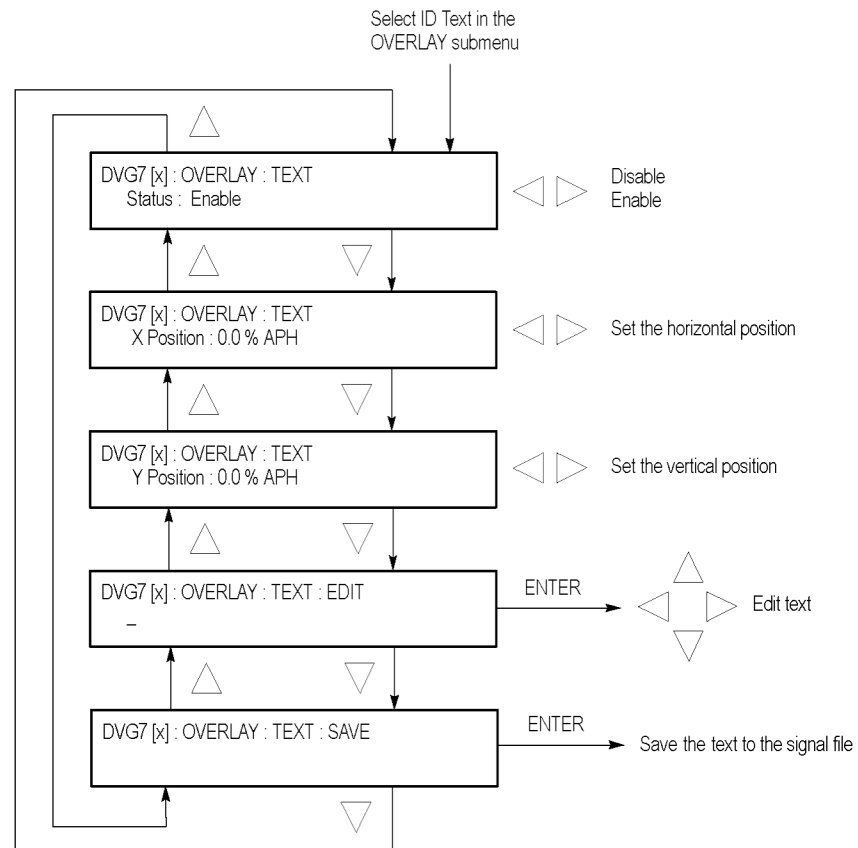 Select ID Text in the
OVERLAY submenu
DVG7 [x] : OVERLAY : TEXT
Status : Enable
Disable
Enable
DVG7 [x] : OVERLAY : TEXT
X Position : 0.0 % APH
Set the horizontal position
DVG7 [x] : OVERLAY : TEXT
Y Position : 0.0 % APH
Set the vertical position
DVG7 [x] : OVERLAY : TEXT : EDIT
_
ENTER
Edit text
DVG7 [x] : OVERLAY : TEXT : SAVE
ENTER
Save the text to the signal file